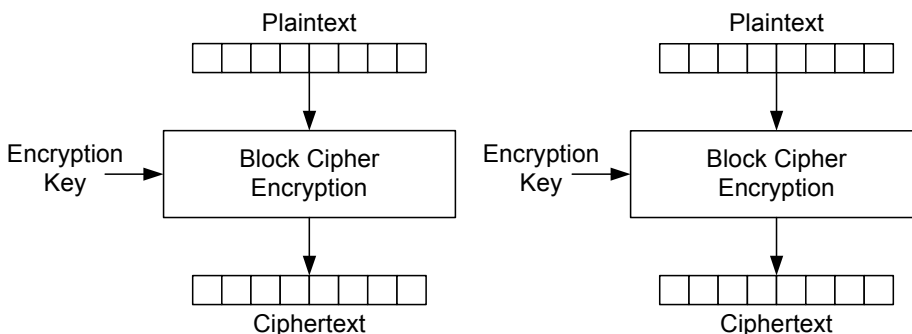 Plaintext
Encryption
Key
Block Cipher
Encryption
Ciphertext
Plaintext
Encryption
Key
Block Cipher
Encryption
Ciphertext